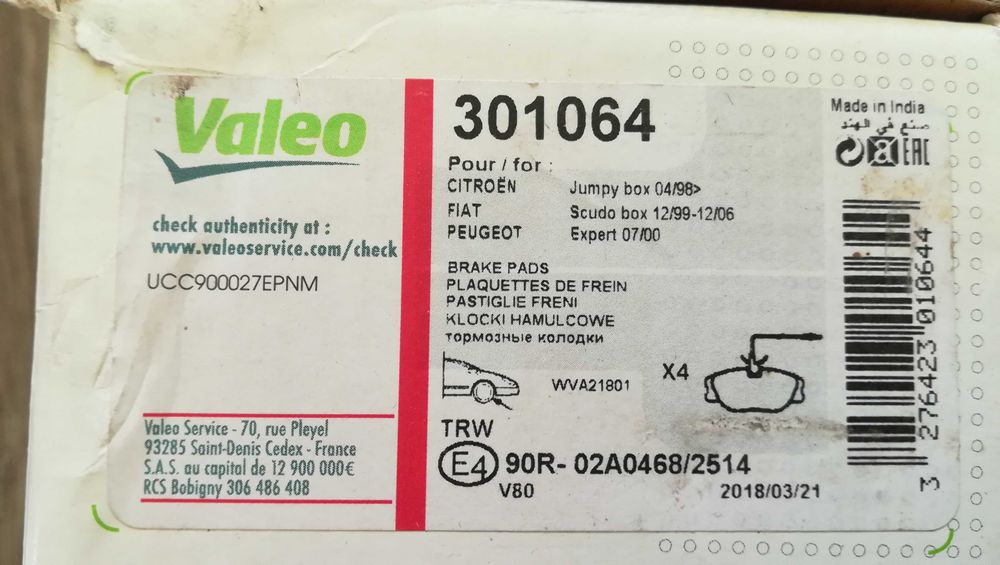 Valeo
check authenticity at :
www.valeoservice.com/check
UCC900027EPNM
Valeo Service - 70, rue Pleyel
93285 Saint-Denis Cedex - France
S.A.S. au capital de 12 900 000€
RCS Bobigny 306 486 408
301064
Pour / for :
CITROËN Jumpy box 04/98>
FIAT Scudo box 12/99-12/06
PEUGEOT Expert 07/00
BRAKE PADS
PLAQUETTES DE FREIN
PASTIGLIE FRENI
KLOCKI HAMULCOWE
тормозные колодки
WVA21801
X4
TRW
E4 90R- 02A0468/2514
V80
2018/03/21
Made in India
صنع في الهند
EAC
3 276423 010644